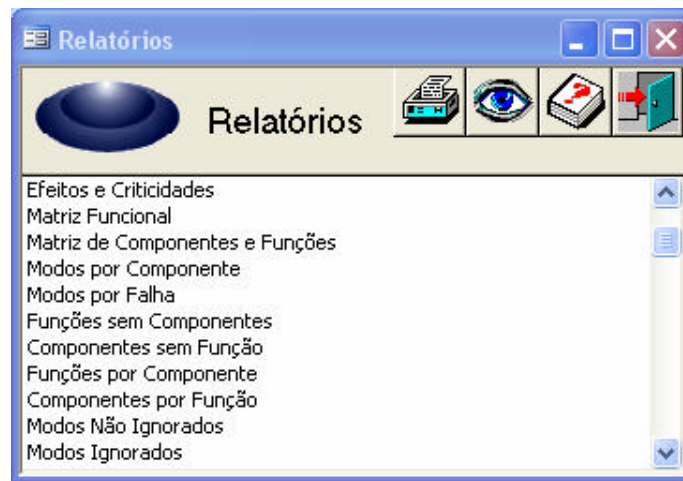 Relatórios
Relatórios
Efeitos e Criticidades
Matriz Funcional
Matriz de Componentes e Funções
Modos por Componente
Modos por Falha
Funções sem Componentes
Componentes sem Função
Funções por Componente
Componentes por Função
Modos Não Ignorados
Modos Ignorados